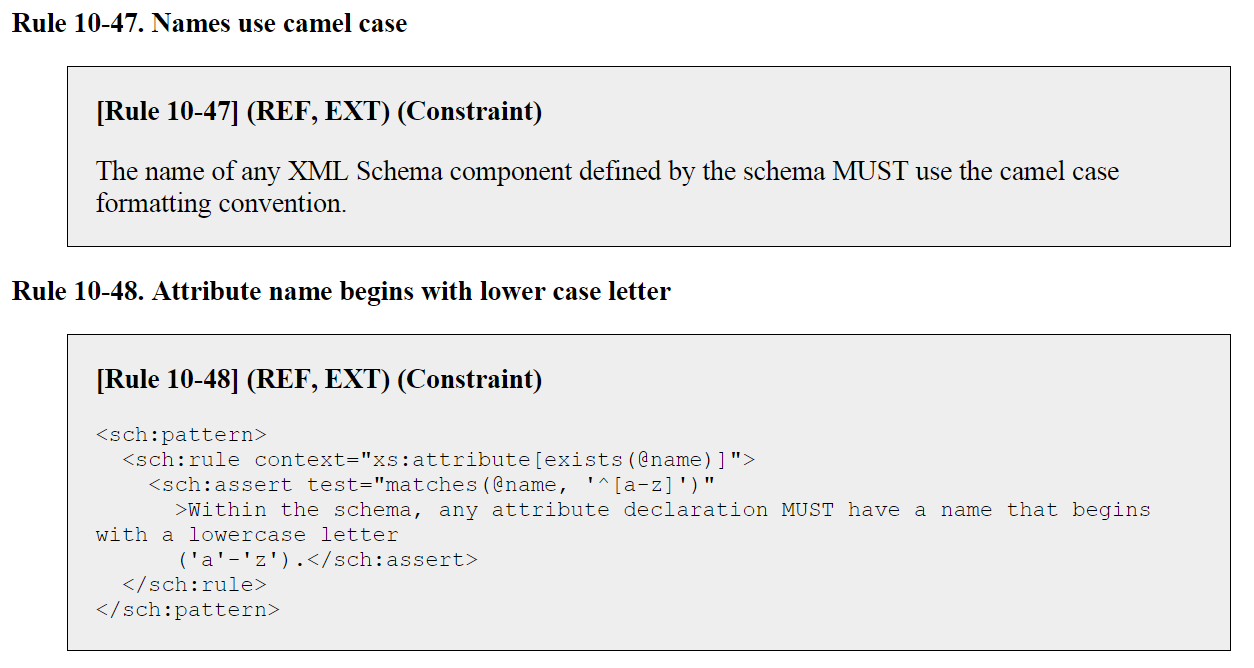 Rule 10-47. Names use camel case
[Rule 10-47] (REF, EXT) (Constraint)
The name of any XML Schema component defined by the schema MUST use the camel case
formatting convention.
Rule 10-48. Attribute name begins with lower case letter
[Rule 10-48] (REF, EXT) (Constraint)
<sch:pattern>
  <sch:rule context="xs:attribute[exists(@name)]">
    <sch:assert test="matches(@name, '^[a-z]')"
      >Within the schema, any attribute declaration MUST have a name that begins
with a lowercase letter
      ('a'-'z').</sch:assert>
  </sch:rule>
</sch:pattern>